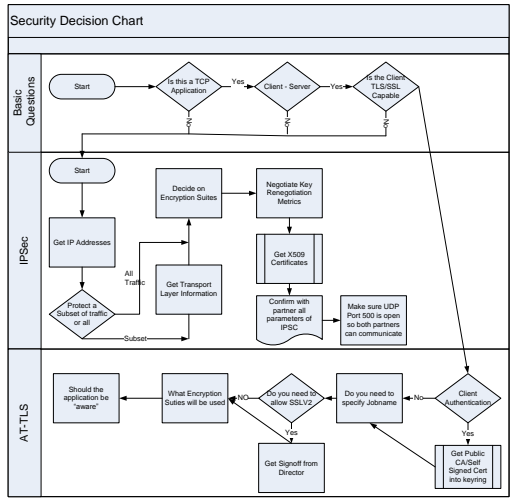 Security Decision Chart
Basic
Questions
Start
Is this a TCP
Application
Yes
Client - Server
Yes
Is the Client
TLS/SSL
Capable
No
No
No
IPSec
Start
Get IP Addresses
Protect a
Subset of traffic
or all
All
Traffic
Subset
Decide on
Encryption Suites
Get Transport
Layer Information
Negotiate Key
Renegotiation
Metrics
Get X509
Certificates
Confirm with
partner all
parameters of
IPSC
Make sure UDP
Port 500 is open
so both partners
can communicate
AT-TLS
Client
Authentication
No
Yes
Get Public
CA/Self
Signed Cert
into keyring
Do you need to
specify Jobname
Do you need to
allow SSLV2
NO
Yes
Get Signoff from
Director
What Encryption
Suties will be used
Should the
application be
"aware"